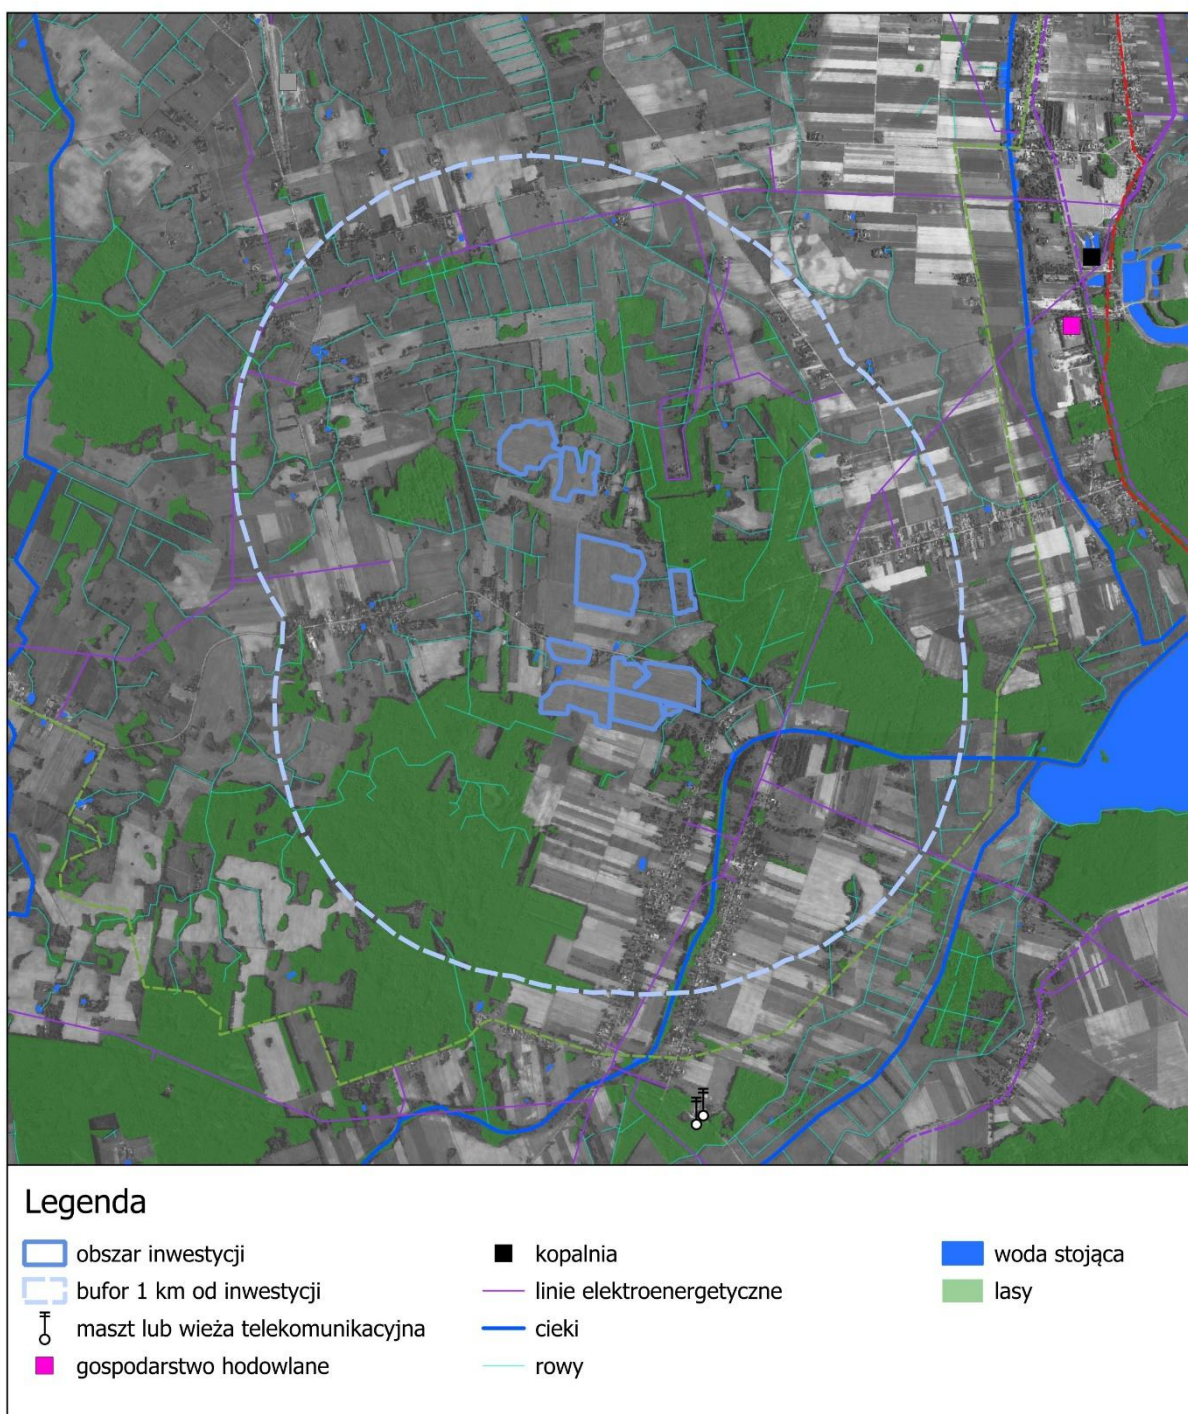 Legenda
obszar inwestycji
bufor 1 km od inwestycji
maszt lub wieża telekomunikacyjna
gospodarstwo hodowlane
kopalnia
linie elektroenergetyczne
cieki
rowy
woda stojąca
lasy